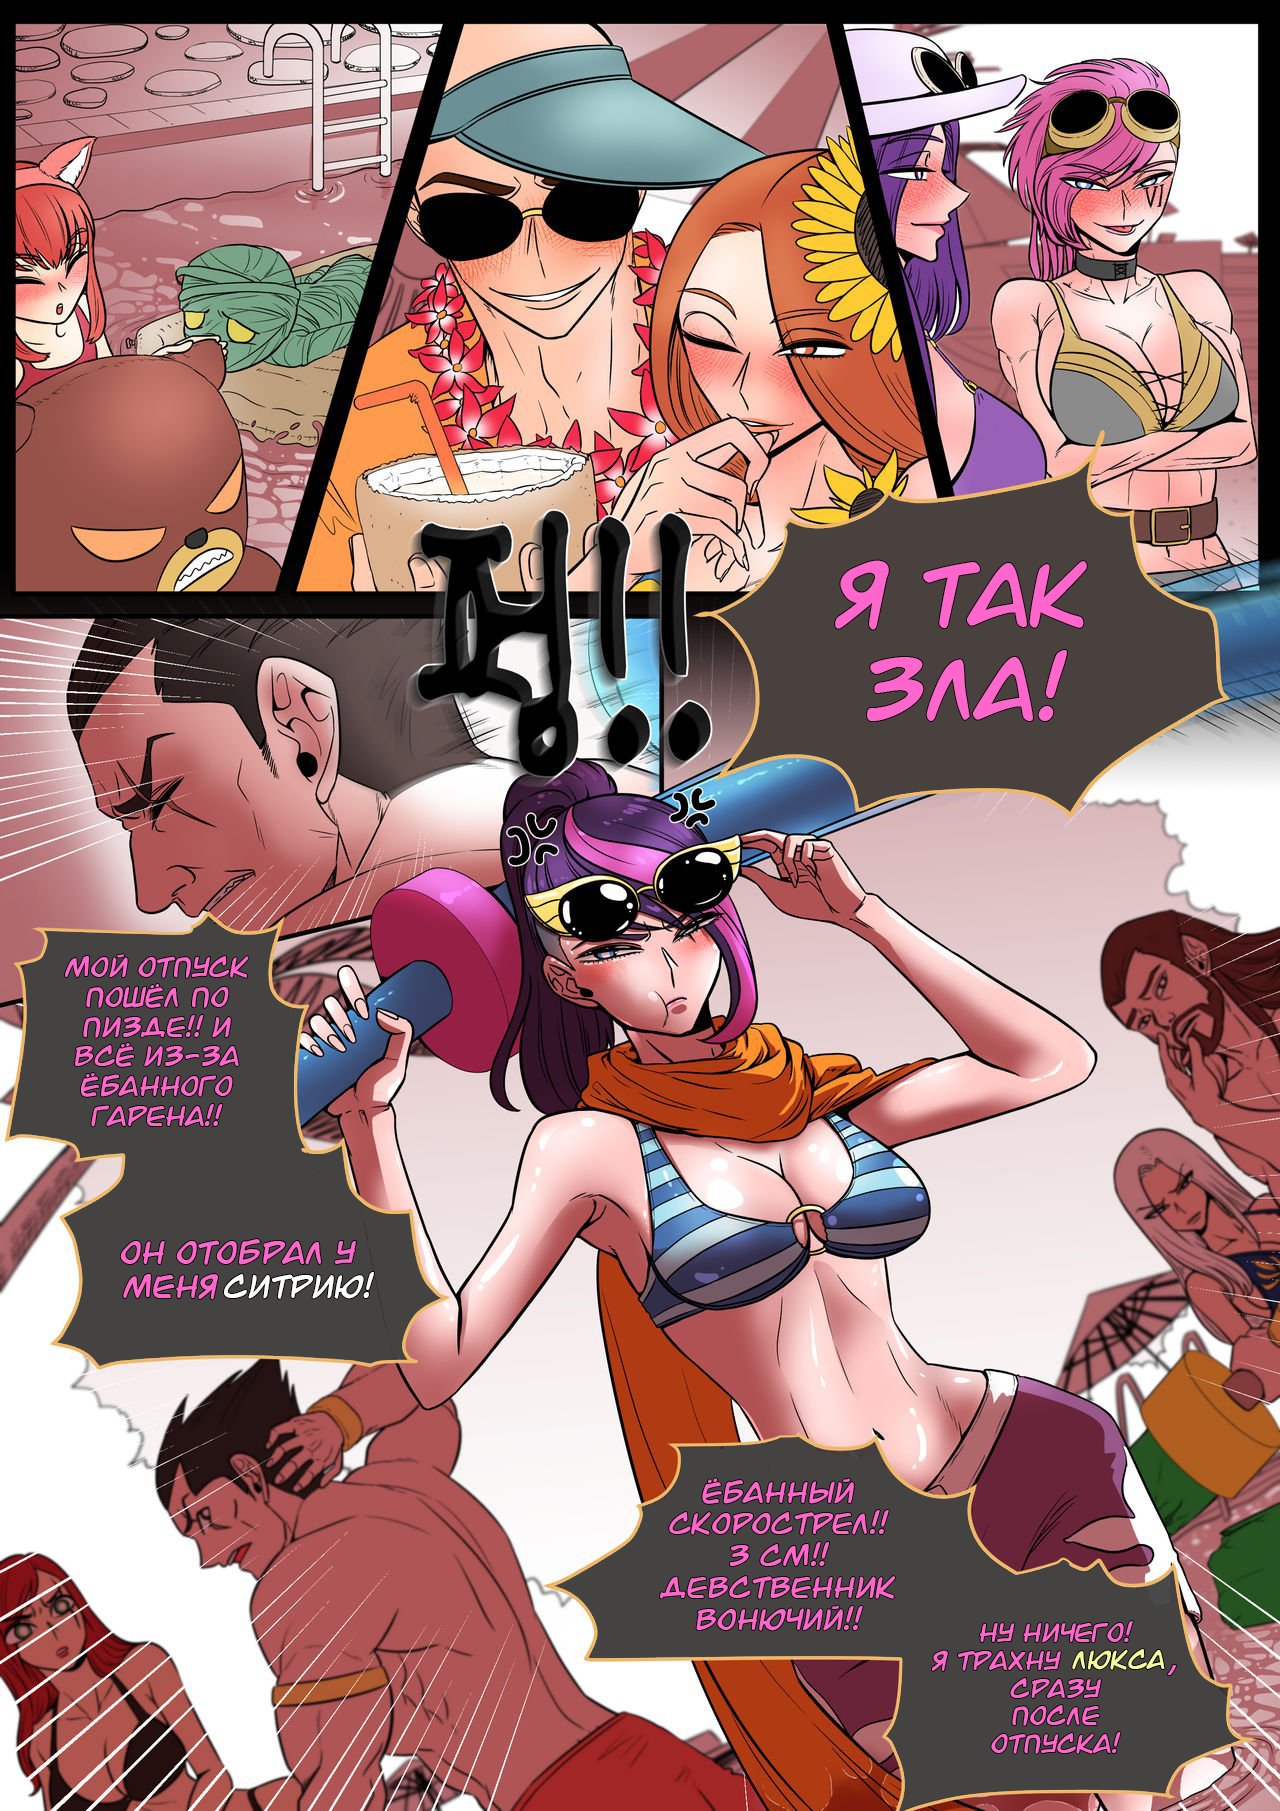 Я ТАК
ЗЛА!
펑!!
МОЙ ОТПУСК
ПОШЁЛ ПО
ПИЗДЕ!! И
ВСЁ ИЗ-ЗА
ЁБАННОГО
ГАРЕНА!!
ОН ОТОБРАЛ У
МЕНЯ СИТРИЮ!
ЁБАННЫЙ
СКОРОСТРЕЛ!!
3 СМ!!
ДЕВСТВЕННИК
ВОНЮЧИЙ!!
НУ НИЧЕГО!
Я ТРАХНУ ЛЮКСА,
СРАЗУ
ПОСЛЕ
ОТПУСКА!